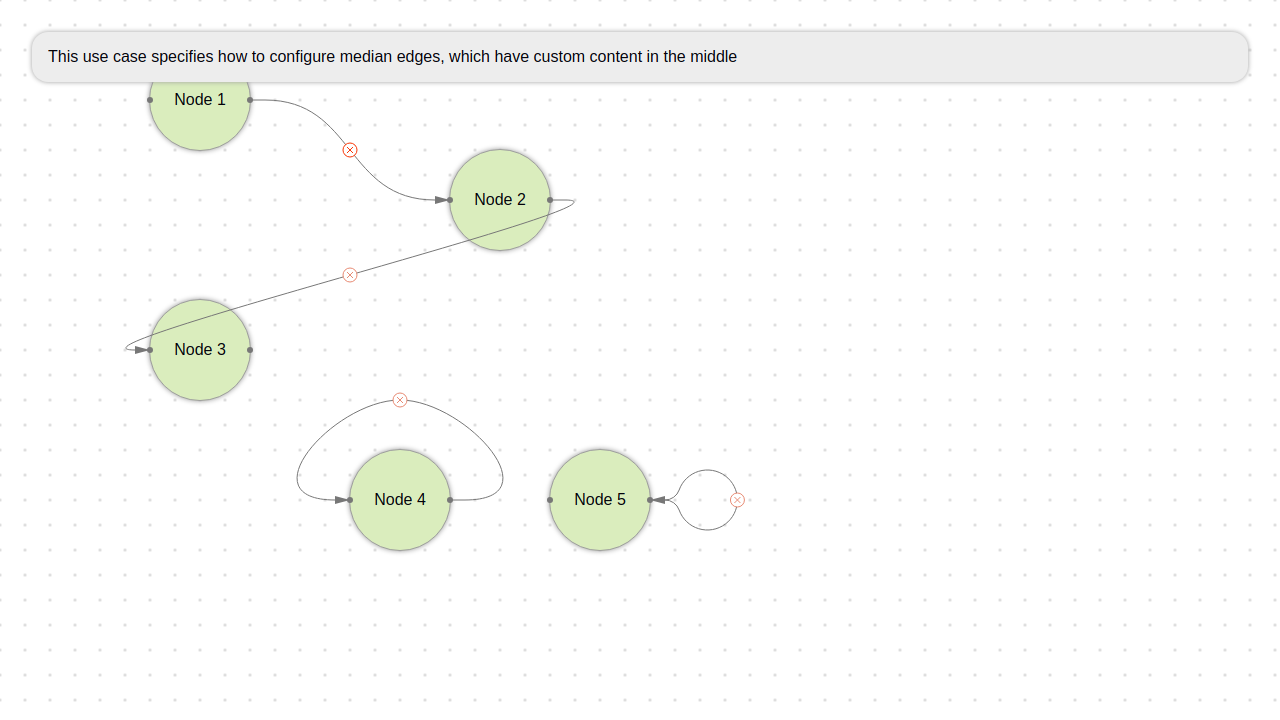 This use case specifies how to configure median edges, which have custom content in the middle
Node 1
Node 2
Node 3
Node 4
Node 5